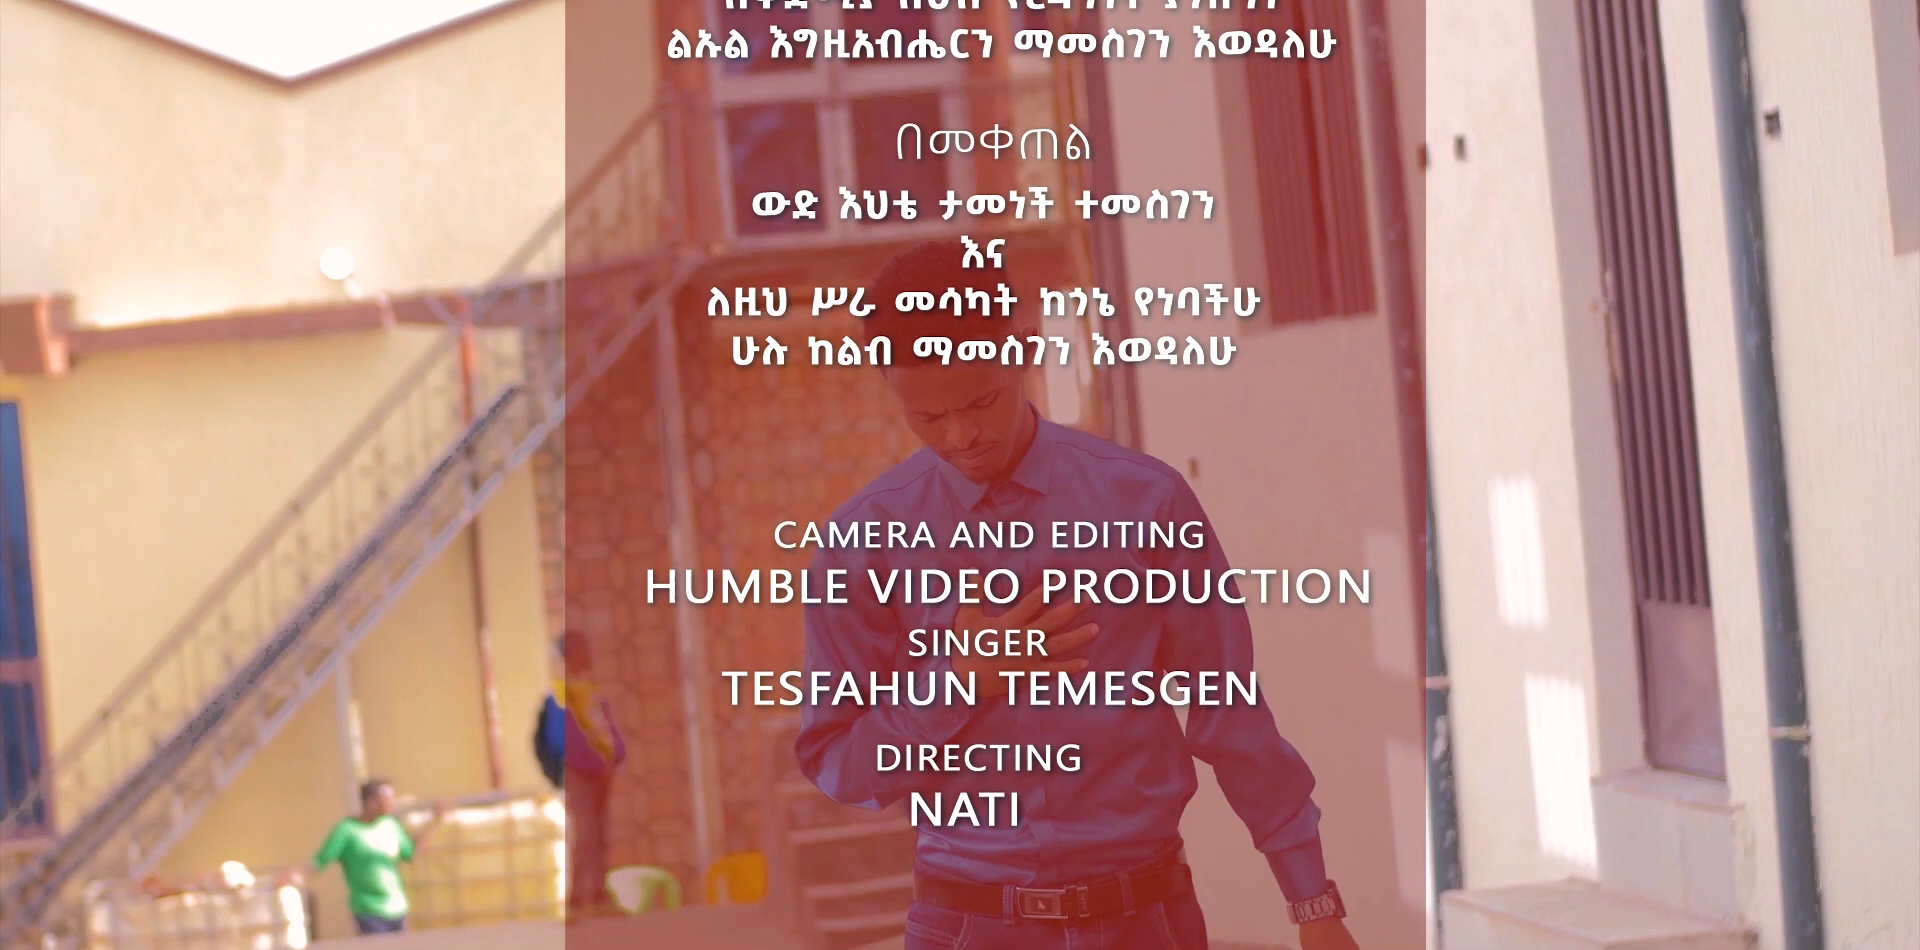 ልኡል እግዚአብሔርን ማመስገን እወዳለሁ
በመቀጠል
ውድ እህቴ ታመነች ተመስገን
እና
ለዚህ ሥራ መሳካት ከጎኔ የነባችሁ
ሁሉ ከልብ ማመስገን እወዳለሁ
CAMERA AND EDITING
HUMBLE VIDEO PRODUCTION
SINGER
TESFAHUN TEMESGEN
DIRECTING
NATI